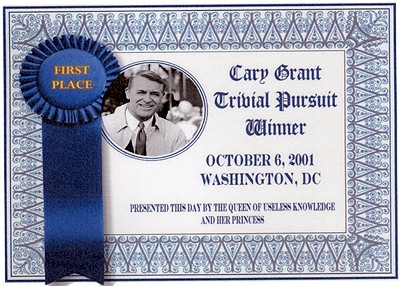 FIRST
PLACE
Cary Grant
Trivial Pursuit
Winner
OCTOBER 6, 2001
WASHINGTON, DC
PRESENTED THIS DAY BY THE QUEEN OF USELESS KNOWLEDGE
AND HER PRINCESS